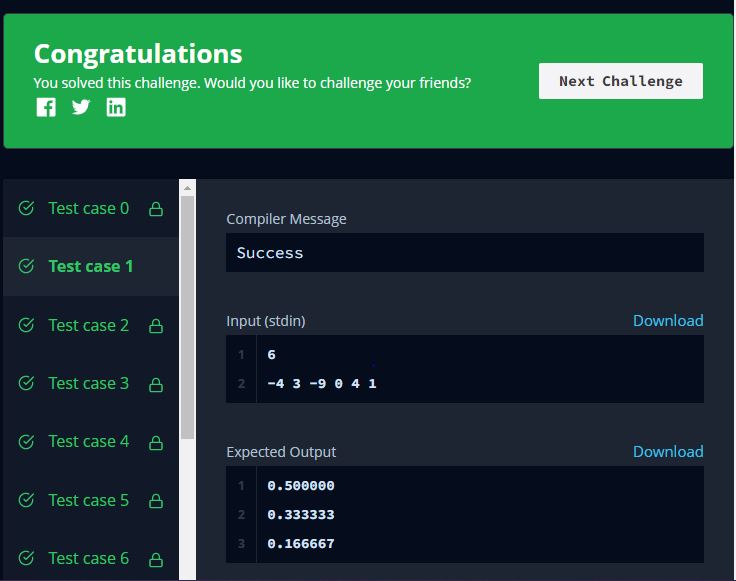 Congratulations
You solved this challenge. Would you like to challenge your friends?
Next Challenge
Test case 0
Test case 1
Test case 2
Test case 3
Test case 4
Test case 5
Test case 6
Compiler Message
Success
Input (stdin)
Download
1 6
2 -4 3 -9 0 4 1
Expected Output
Download
1 0.500000
2 0.333333
3 0.166667